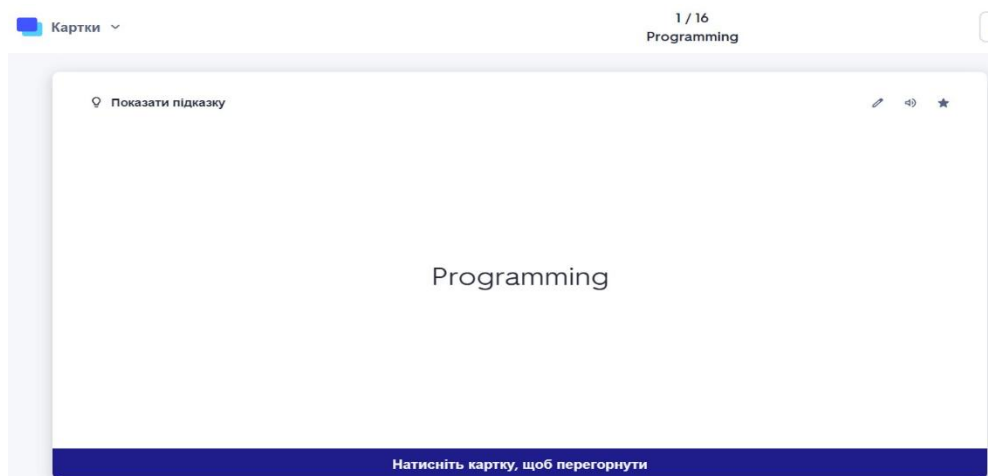 Картки
1 / 16
Programming
Показати підказку
Programming
Натисніть картку, щоб перегорнути